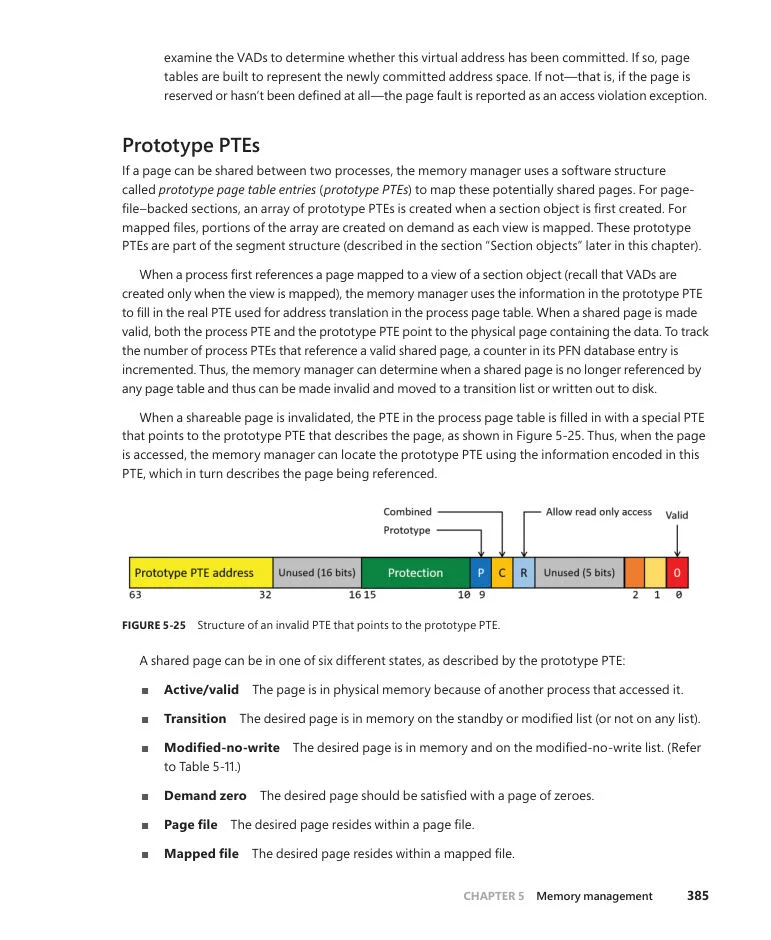 examine the VADs to determine whether this virtual address has been committed. If so, page
tables are built to represent the newly committed address space. If not—that is, if the page is
reserved or hasn’t been defined at all—the page fault is reported as an access violation exception.
Prototype PTEs
If a page can be shared between two processes, the memory manager uses a software structure
called prototype page table entries (prototype PTEs) to map these potentially shared pages. For page-
file–backed sections, an array of prototype PTEs is created when a section object is first created. For
mapped files, portions of the array are created on demand as each view is mapped. These prototype
PTEs are part of the segment structure (described in the section “Section objects” later in this chapter).
When a process first references a page mapped to a view of a section object (recall that VADs are
created only when the view is mapped), the memory manager uses the information in the prototype PTE
to fill in the real PTE used for address translation in the process page table. When a shared page is made
valid, both the process PTE and the prototype PTE point to the physical page containing the data. To track
the number of process PTEs that reference a valid shared page, a counter in its PFN database entry is
incremented. Thus, the memory manager can determine when a shared page is no longer referenced by
any page table and thus can be made invalid and moved to a transition list or written out to disk.
When a shareable page is invalidated, the PTE in the process page table is filled in with a special PTE
that points to the prototype PTE that describes the page, as shown in Figure 5-25. Thus, when the page
is accessed, the memory manager can locate the prototype PTE using the information encoded in this
PTE, which in turn describes the page being referenced.
Combined
Allow read only access
Valid
Prototype
Prototype PTE address
Unused (16 bits)
Protection
P
C
R
Unused (5 bits)
0
63
32
16 15
10
9
2
1
0
FIGURE 5-25 Structure of an invalid PTE that points to the prototype PTE.
A shared page can be in one of six different states, as described by the prototype PTE:
■ Active/valid The page is in physical memory because of another process that accessed it.
■ Transition The desired page is in memory on the standby or modified list (or not on any list).
■ Modified-no-write The desired page is in memory and on the modified-no-write list. (Refer
to Table 5-11.)
■ Demand zero The desired page should be satisfied with a page of zeroes.
■ Page file The desired page resides within a page file.
■ Mapped file The desired page resides within a mapped file.
CHAPTER 5 Memory management 385